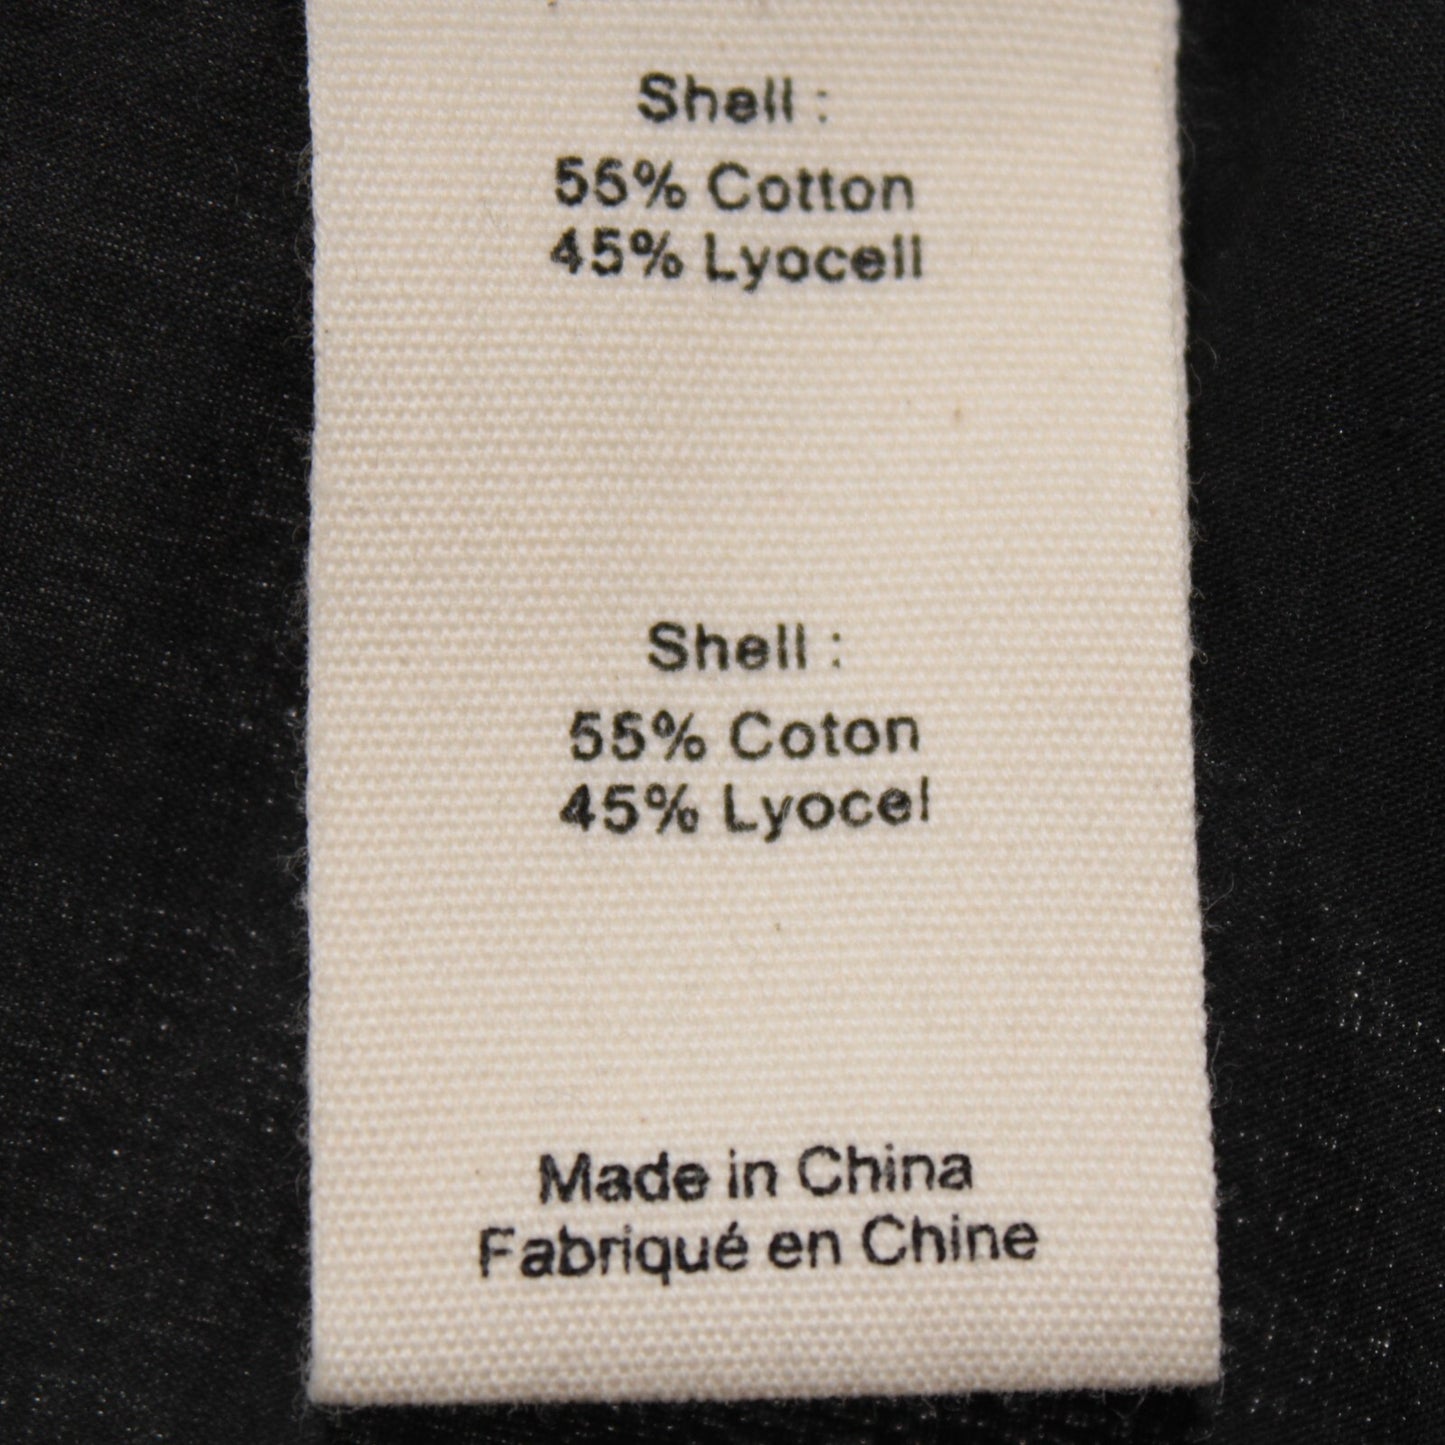 Shell :
55% Cotton
45% Lyocell
Shell :
55% Coton
45% Lyocel
Made in China
Fabriqué en Chine